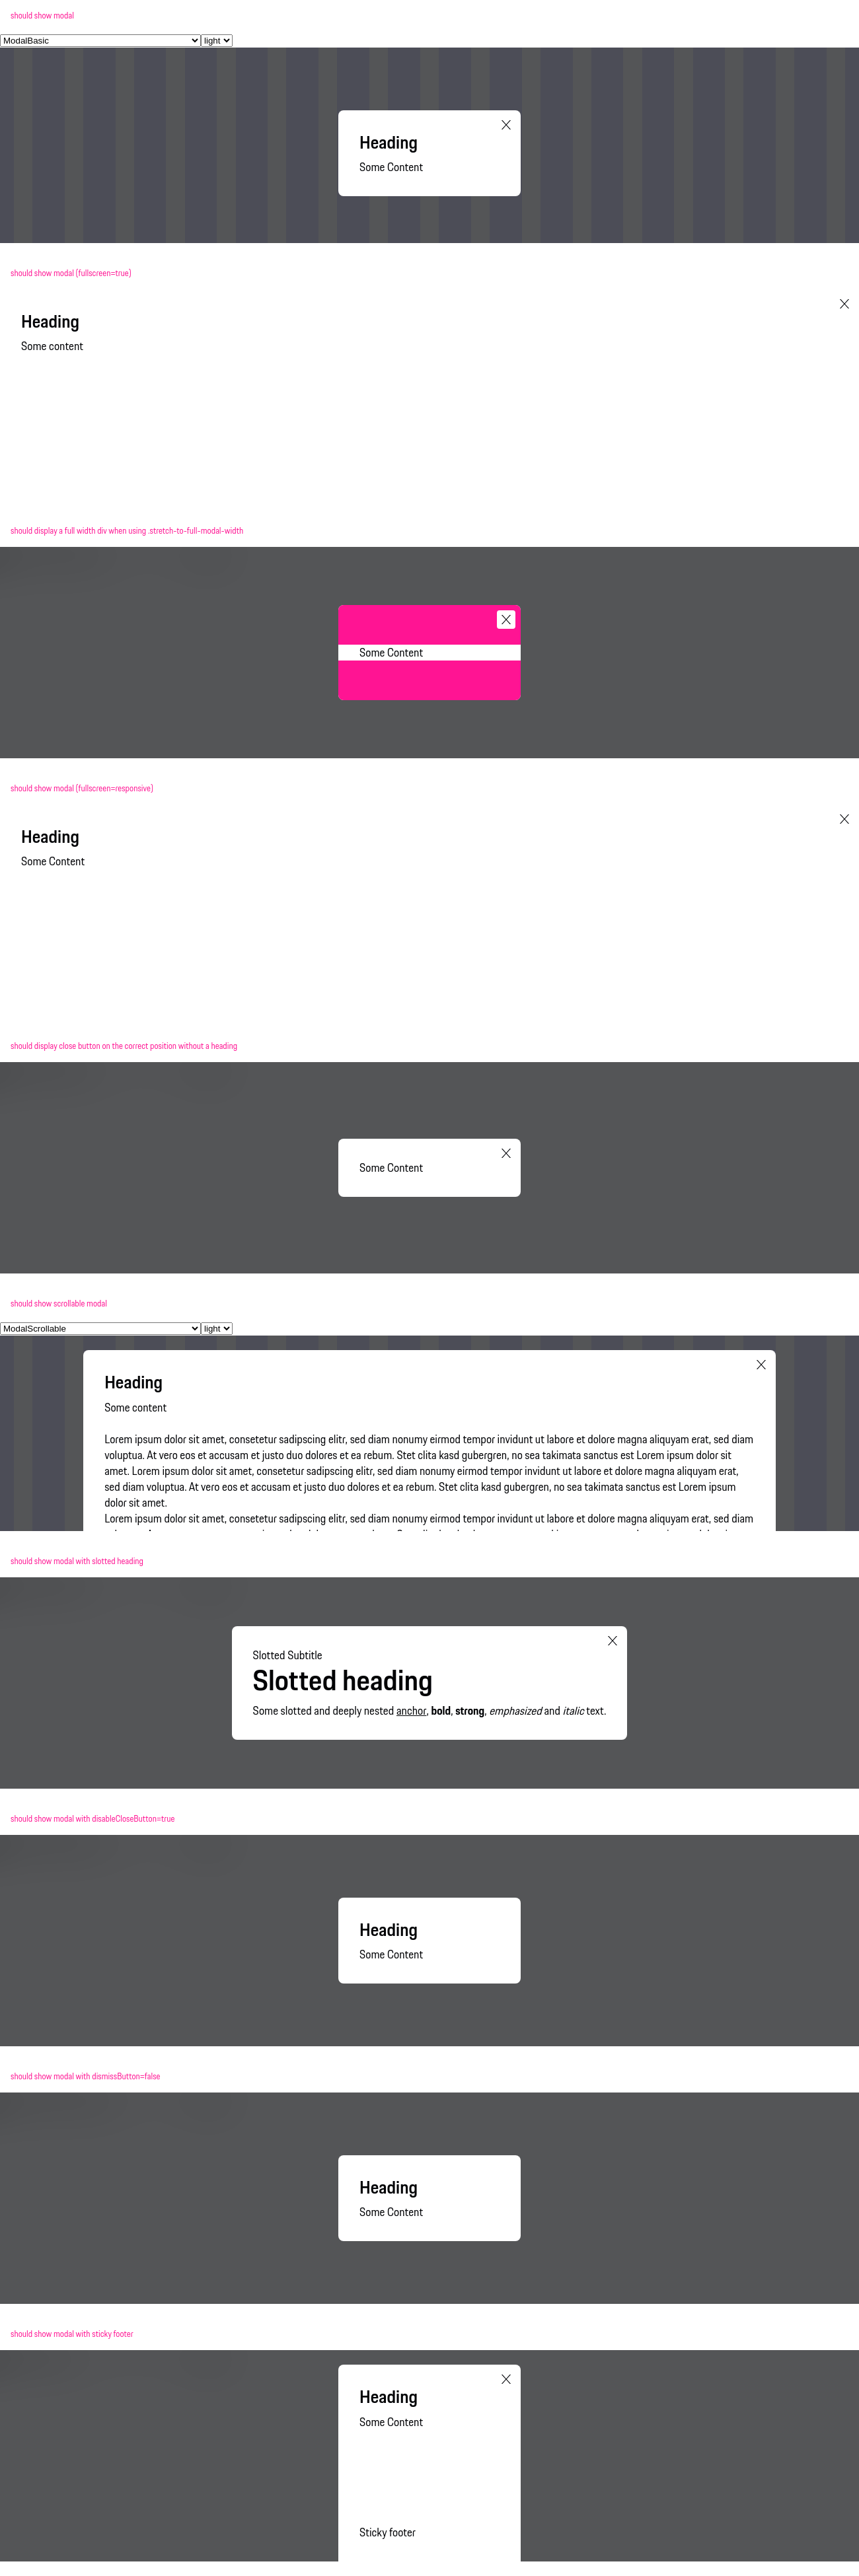 should show modal
ModalBasic light
Heading
Some Content
should show modal (fullscreen=true)
Heading
Some content
should display a full width div when using .stretch-to-full-modal-width
Some Content
should show modal (fullscreen=responsive)
Heading
Some Content
should display close button on the correct position without a heading
Some Content
should show scrollable modal
ModalScrollable light
Heading
Some content
Lorem ipsum dolor sit amet, consetetur sadipscing elitr, sed diam nonumy eirmod tempor invidunt ut labore et dolore magna aliquyam erat, sed diam
voluptua. At vero eos et accusam et justo duo dolores et ea rebum. Stet clita kasd gubergren, no sea takimata sanctus est Lorem ipsum dolor sit
amet. Lorem ipsum dolor sit amet, consetetur sadipscing elitr, sed diam nonumy eirmod tempor invidunt ut labore et dolore magna aliquyam erat,
sed diam voluptua. At vero eos et accusam et justo duo dolores et ea rebum. Stet clita kasd gubergren, no sea takimata sanctus est Lorem ipsum
dolor sit amet.
Lorem ipsum dolor sit amet, consetetur sadipscing elitr, sed diam nonumy eirmod tempor invidunt ut labore et dolore magna aliquyam erat, sed diam
should show modal with slotted heading
Slotted Subtitle
Slotted heading
Some slotted and deeply nested anchor, bold, strong, emphasized and italic text.
should show modal with disableCloseButton=true
Heading
Some Content
should show modal with dismissButton=false
Heading
Some Content
should show modal with sticky footer
Heading
Some Content
Sticky footer